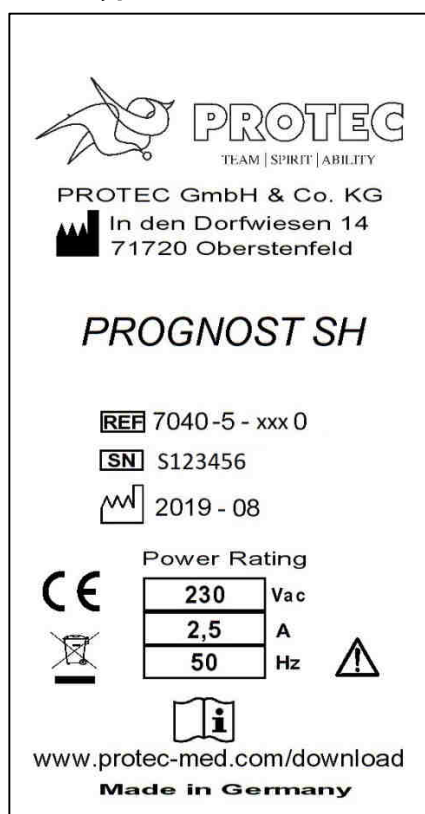 PROTEC
TEAM | SPIRIT | ABILITY
PROTEC GmbH & Co. KG
In den Dorfwiesen 14
71720 Oberstenfeld
PROGNOST SH
REF 7040-5 - xxx 0
SN S123456
2019 - 08
Power Rating
CE
230 Vac
2,5 A
50 Hz
i
www.protec-med.com/download
Made in Germany